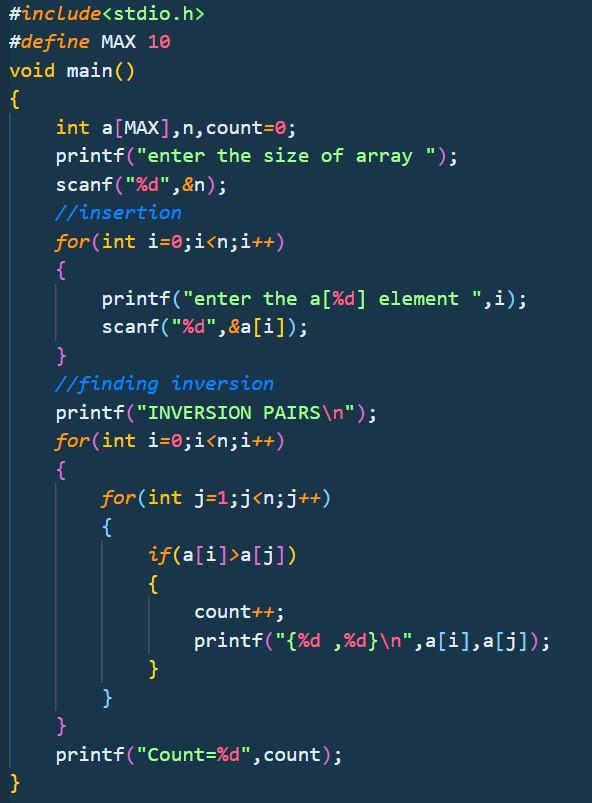 #include<stdio.h>
#define MAX 10
void main()
{
    int a[MAX],n,count=0;
    printf("enter the size of array ");
    scanf("%d",&n);
    //insertion
    for(int i=0;i<n;i++)
    {
        printf("enter the a[%d] element ",i);
        scanf("%d",&a[i]);
    }
    //finding inversion
    printf("INVERSION PAIRS\n");
    for(int i=0;i<n;i++)
    {
        for(int j=1;j<n;j++)
        {
            if(a[i]>a[j])
            {
                count++;
                printf("{%d ,%d}\n",a[i],a[j]);
            }
        }
    }
    printf("Count=%d",count);
}